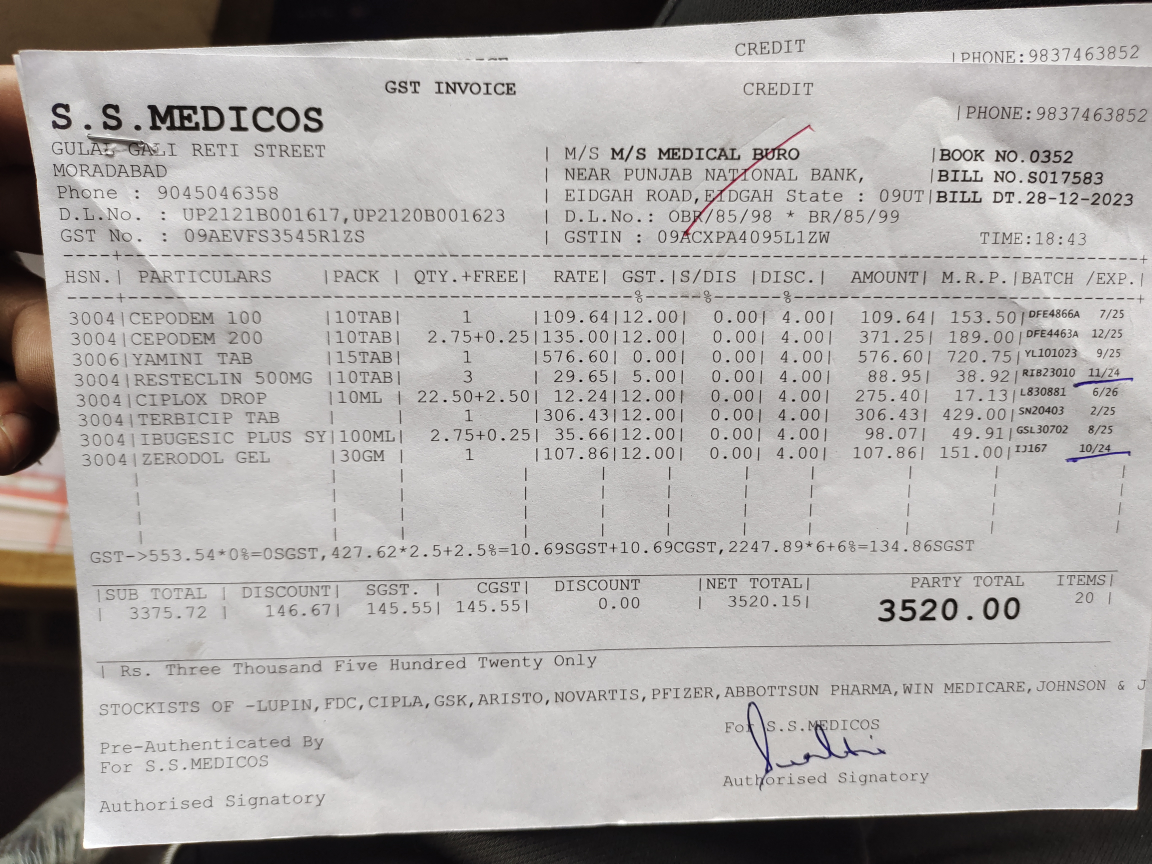 CREDIT
|PHONE:9837463852
GST INVOICE CREDIT
S.S.MEDICOS |PHONE:9837463852
GULAL GALI RETI STREET | M/S M/S MEDICAL BURO |BOOK NO.0352
MORADABAD | NEAR PUNJAB NATIONAL BANK, |BILL NO.S017583
Phone : 9045046358 | EIDGAH ROAD,EIDGAH State : 09UT|BILL DT.28-12-2023
D.L.No. : UP2121B001617,UP2120B001623 | D.L.No.: OBR/85/98 * BR/85/99
GST No. : 09AEVFS3545R1ZS | GSTIN : 09ACXPA4095L1ZW TIME:18:43
HSN.| PARTICULARS |PACK | QTY.+FREE| RATE| GST.|S/DIS |DISC.| AMOUNT| M.R.P.|BATCH /EXP.|
% % %
3004|CEPODEM 100 |10TAB| 1 |109.64|12.00| 0.00| 4.00| 109.64| 153.50|DFE4866A 7/25
3004|CEPODEM 200 |10TAB| 2.75+0.25|135.00|12.00| 0.00| 4.00| 371.25| 189.00|DFE4463A 12/25
3006|YAMINI TAB |15TAB| 1 |576.60| 0.00| 0.00| 4.00| 576.60| 720.75|YL101023 9/25
3004|RESTECLIN 500MG |10TAB| 3 | 29.65| 5.00| 0.00| 4.00| 88.95| 38.92|RIB23010 11/24
3004|CIPLOX DROP |10ML | 22.50+2.50| 12.24|12.00| 0.00| 4.00| 275.40| 17.13|L830881 6/26
3004|TERBICIP TAB | | 1 |306.43|12.00| 0.00| 4.00| 306.43| 429.00|SN20403 2/25
3004|IBUGESIC PLUS SY|100ML| 2.75+0.25| 35.66|12.00| 0.00| 4.00| 98.07| 49.91|GSL30702 8/25
3004|ZERODOL GEL |30GM | 1 |107.86|12.00| 0.00| 4.00| 107.86| 151.00|IJ167 10/24
GST->553.54*0%=0SGST,427.62*2.5+2.5%=10.69SGST+10.69CGST,2247.89*6+6%=134.86SGST
|SUB TOTAL | DISCOUNT| SGST. | CGST| DISCOUNT |NET TOTAL| PARTY TOTAL ITEMS|
| 3375.72 | 146.67| 145.55| 145.55| 0.00 | 3520.15| 3520.00 20 |
| Rs. Three Thousand Five Hundred Twenty Only
STOCKISTS OF -LUPIN,FDC,CIPLA,GSK,ARISTO,NOVARTIS,PFIZER,ABBOTTSUN PHARMA,WIN MEDICARE,JOHNSON & J
Pre-Authenticated By For S.S.MEDICOS
For S.S.MEDICOS
Authorised Signatory Authorised Signatory